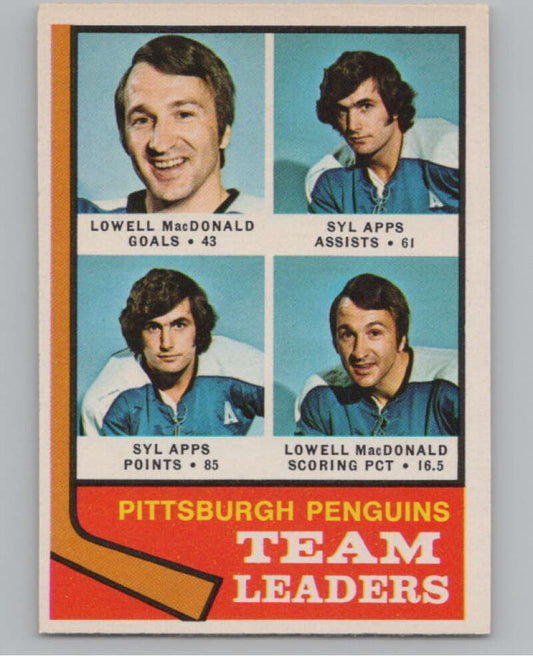 LOWELL MacDONALD
GOALS • 43
SYL APPS
ASSISTS • 61
SYL APPS
POINTS • 85
LOWELL MacDONALD
SCORING PCT • 16.5
PITTSBURGH PENGUINS
TEAM
LEADERS
A